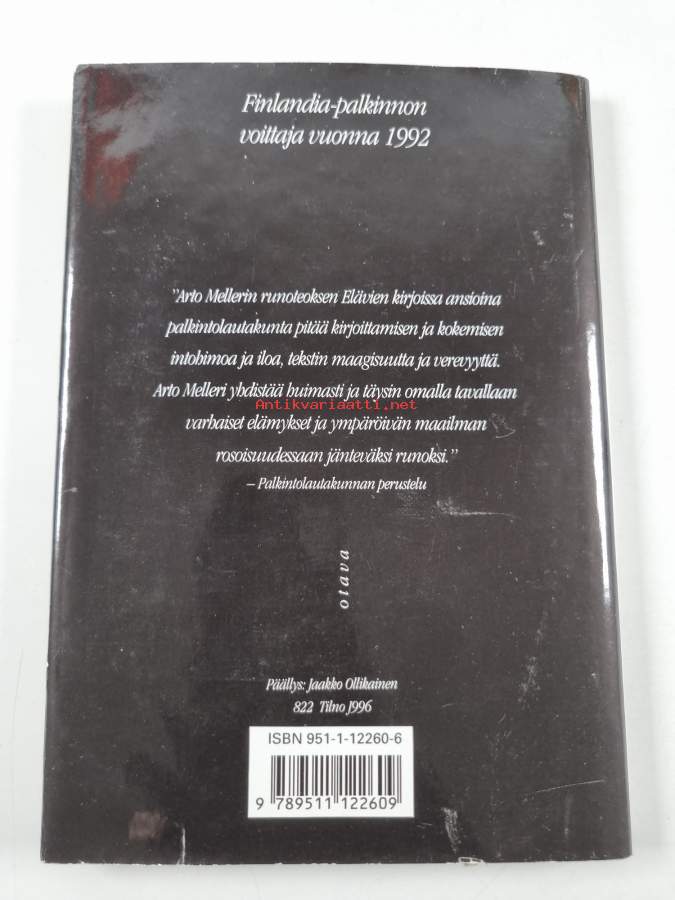 Finlandia-palkinnon
voittaja vuonna 1992
"Arto Mellerin runoteoksen Elävien kirjoissa ansioina
palkintolautakunta pitää kirjoittamisen ja kokemisen
intohimoa ja iloa, tekstin maagisuutta ja verevyyttä.
Arto Melleri yhdistää huimasti ja täysin omalla tavallaan
Antikvariaatti.net
varhaiset elämykset ja ympäröivän maailman
rosoisuudessaan jänteväksi runoksi."
– Palkintolautakunnan perustelu
otava
Päällys: Jaakko Ollikainen
822 Tilno J996
ISBN 951-1-12260-6
9 789511 122609